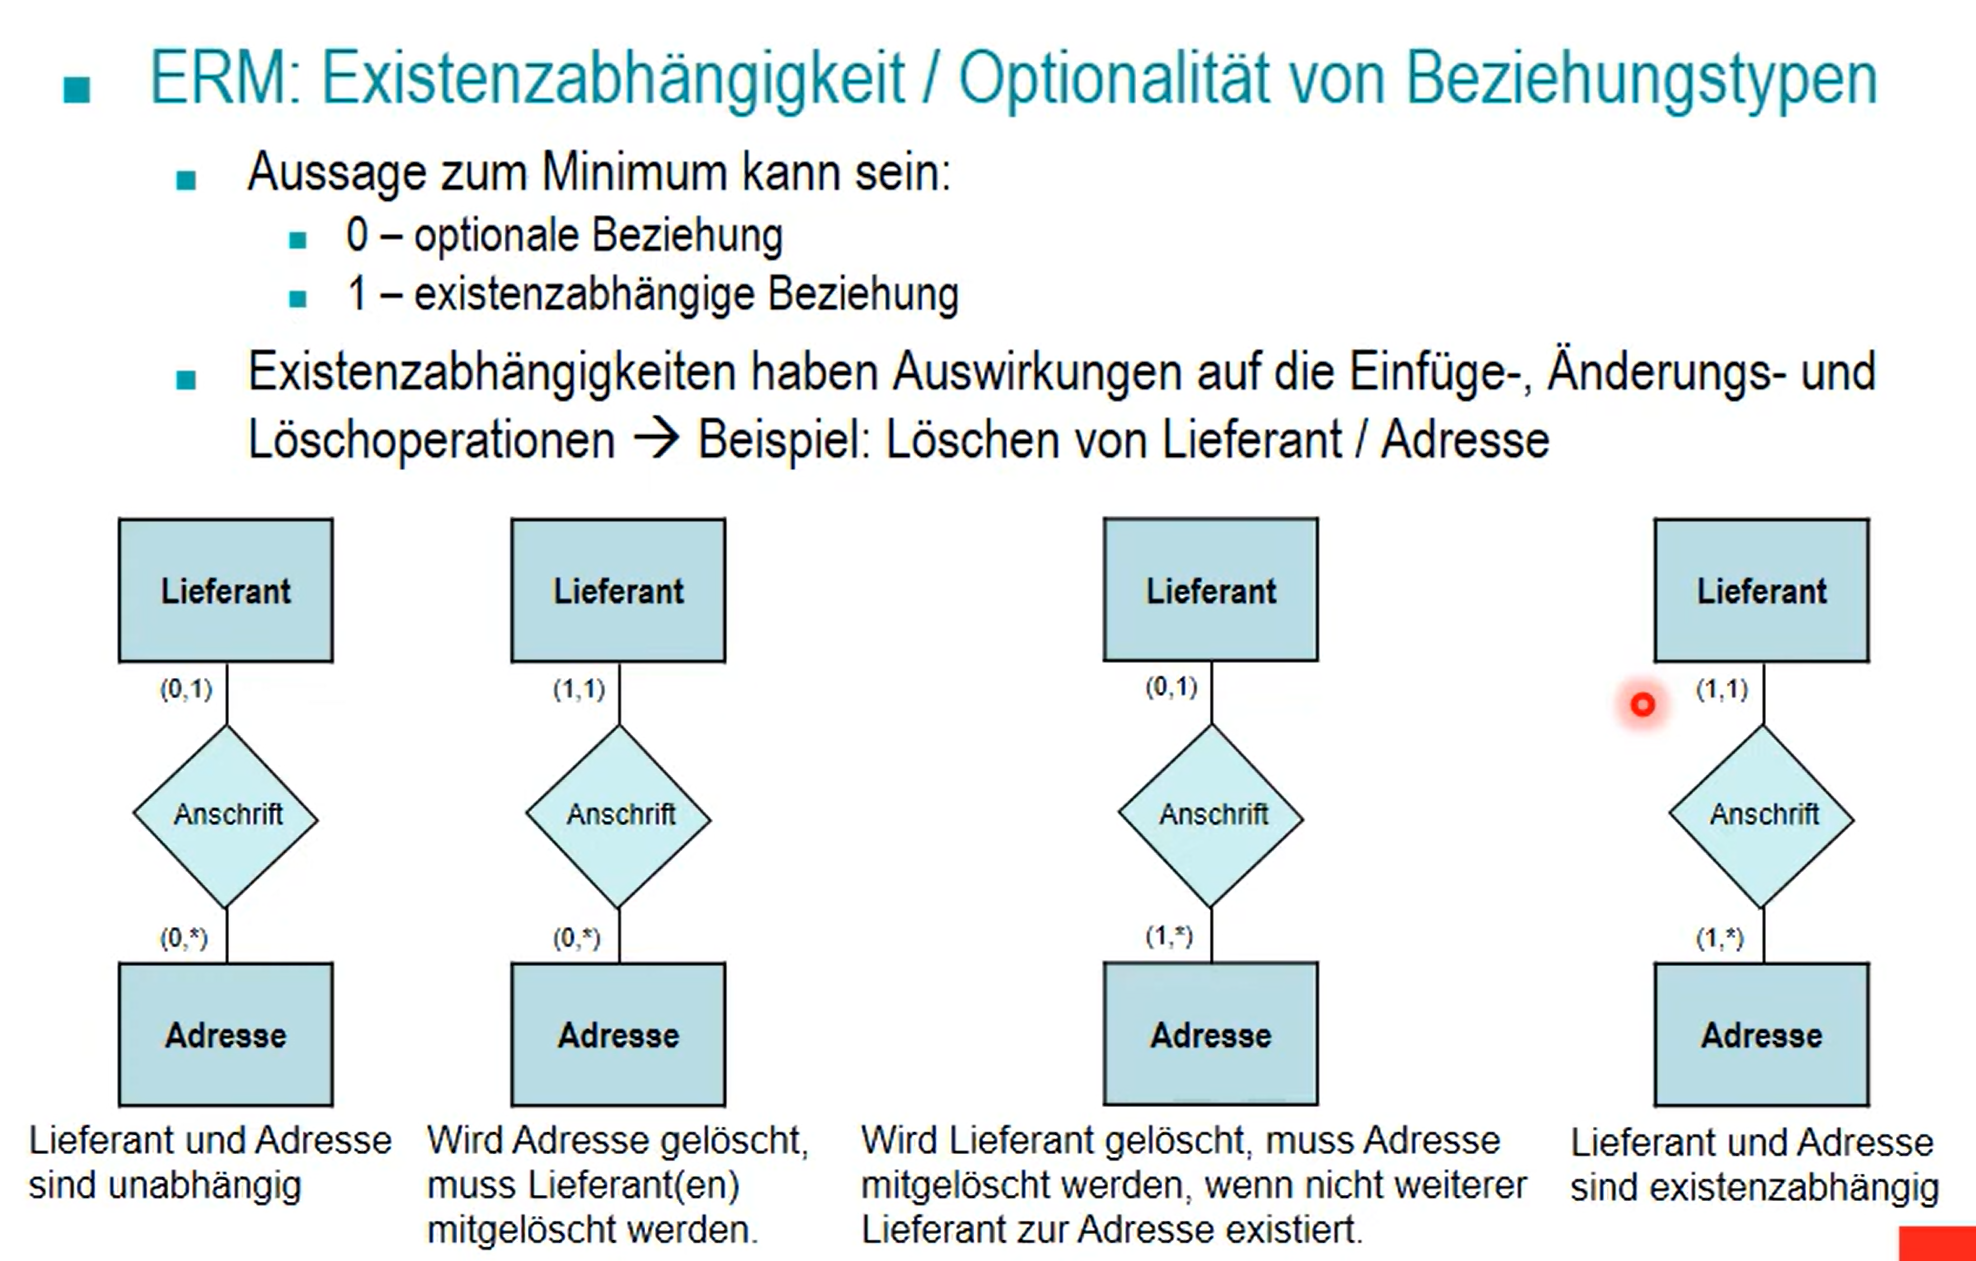 ERM: Existenzabhängigkeit / Optionalität von Beziehungstypen
Aussage zum Minimum kann sein:
0 – optionale Beziehung
1 – existenzabhängige Beziehung
Existenzabhängigkeiten haben Auswirkungen auf die Einfüge-, Änderungs- und
Löschoperationen → Beispiel: Löschen von Lieferant / Adresse
Lieferant
(0,1)
Anschrift
(0,*)
Adresse
Lieferant und Adresse
sind unabhängig
Lieferant
(1,1)
Anschrift
(0,*)
Adresse
Wird Adresse gelöscht,
muss Lieferant(en)
mitgelöscht werden.
Lieferant
(0,1)
Anschrift
(1,*)
Adresse
Wird Lieferant gelöscht, muss Adresse
mitgelöscht werden, wenn nicht weiterer
Lieferant zur Adresse existiert.
Lieferant
(1,1)
Anschrift
(1,*)
Adresse
Lieferant und Adresse
sind existenzabhängig